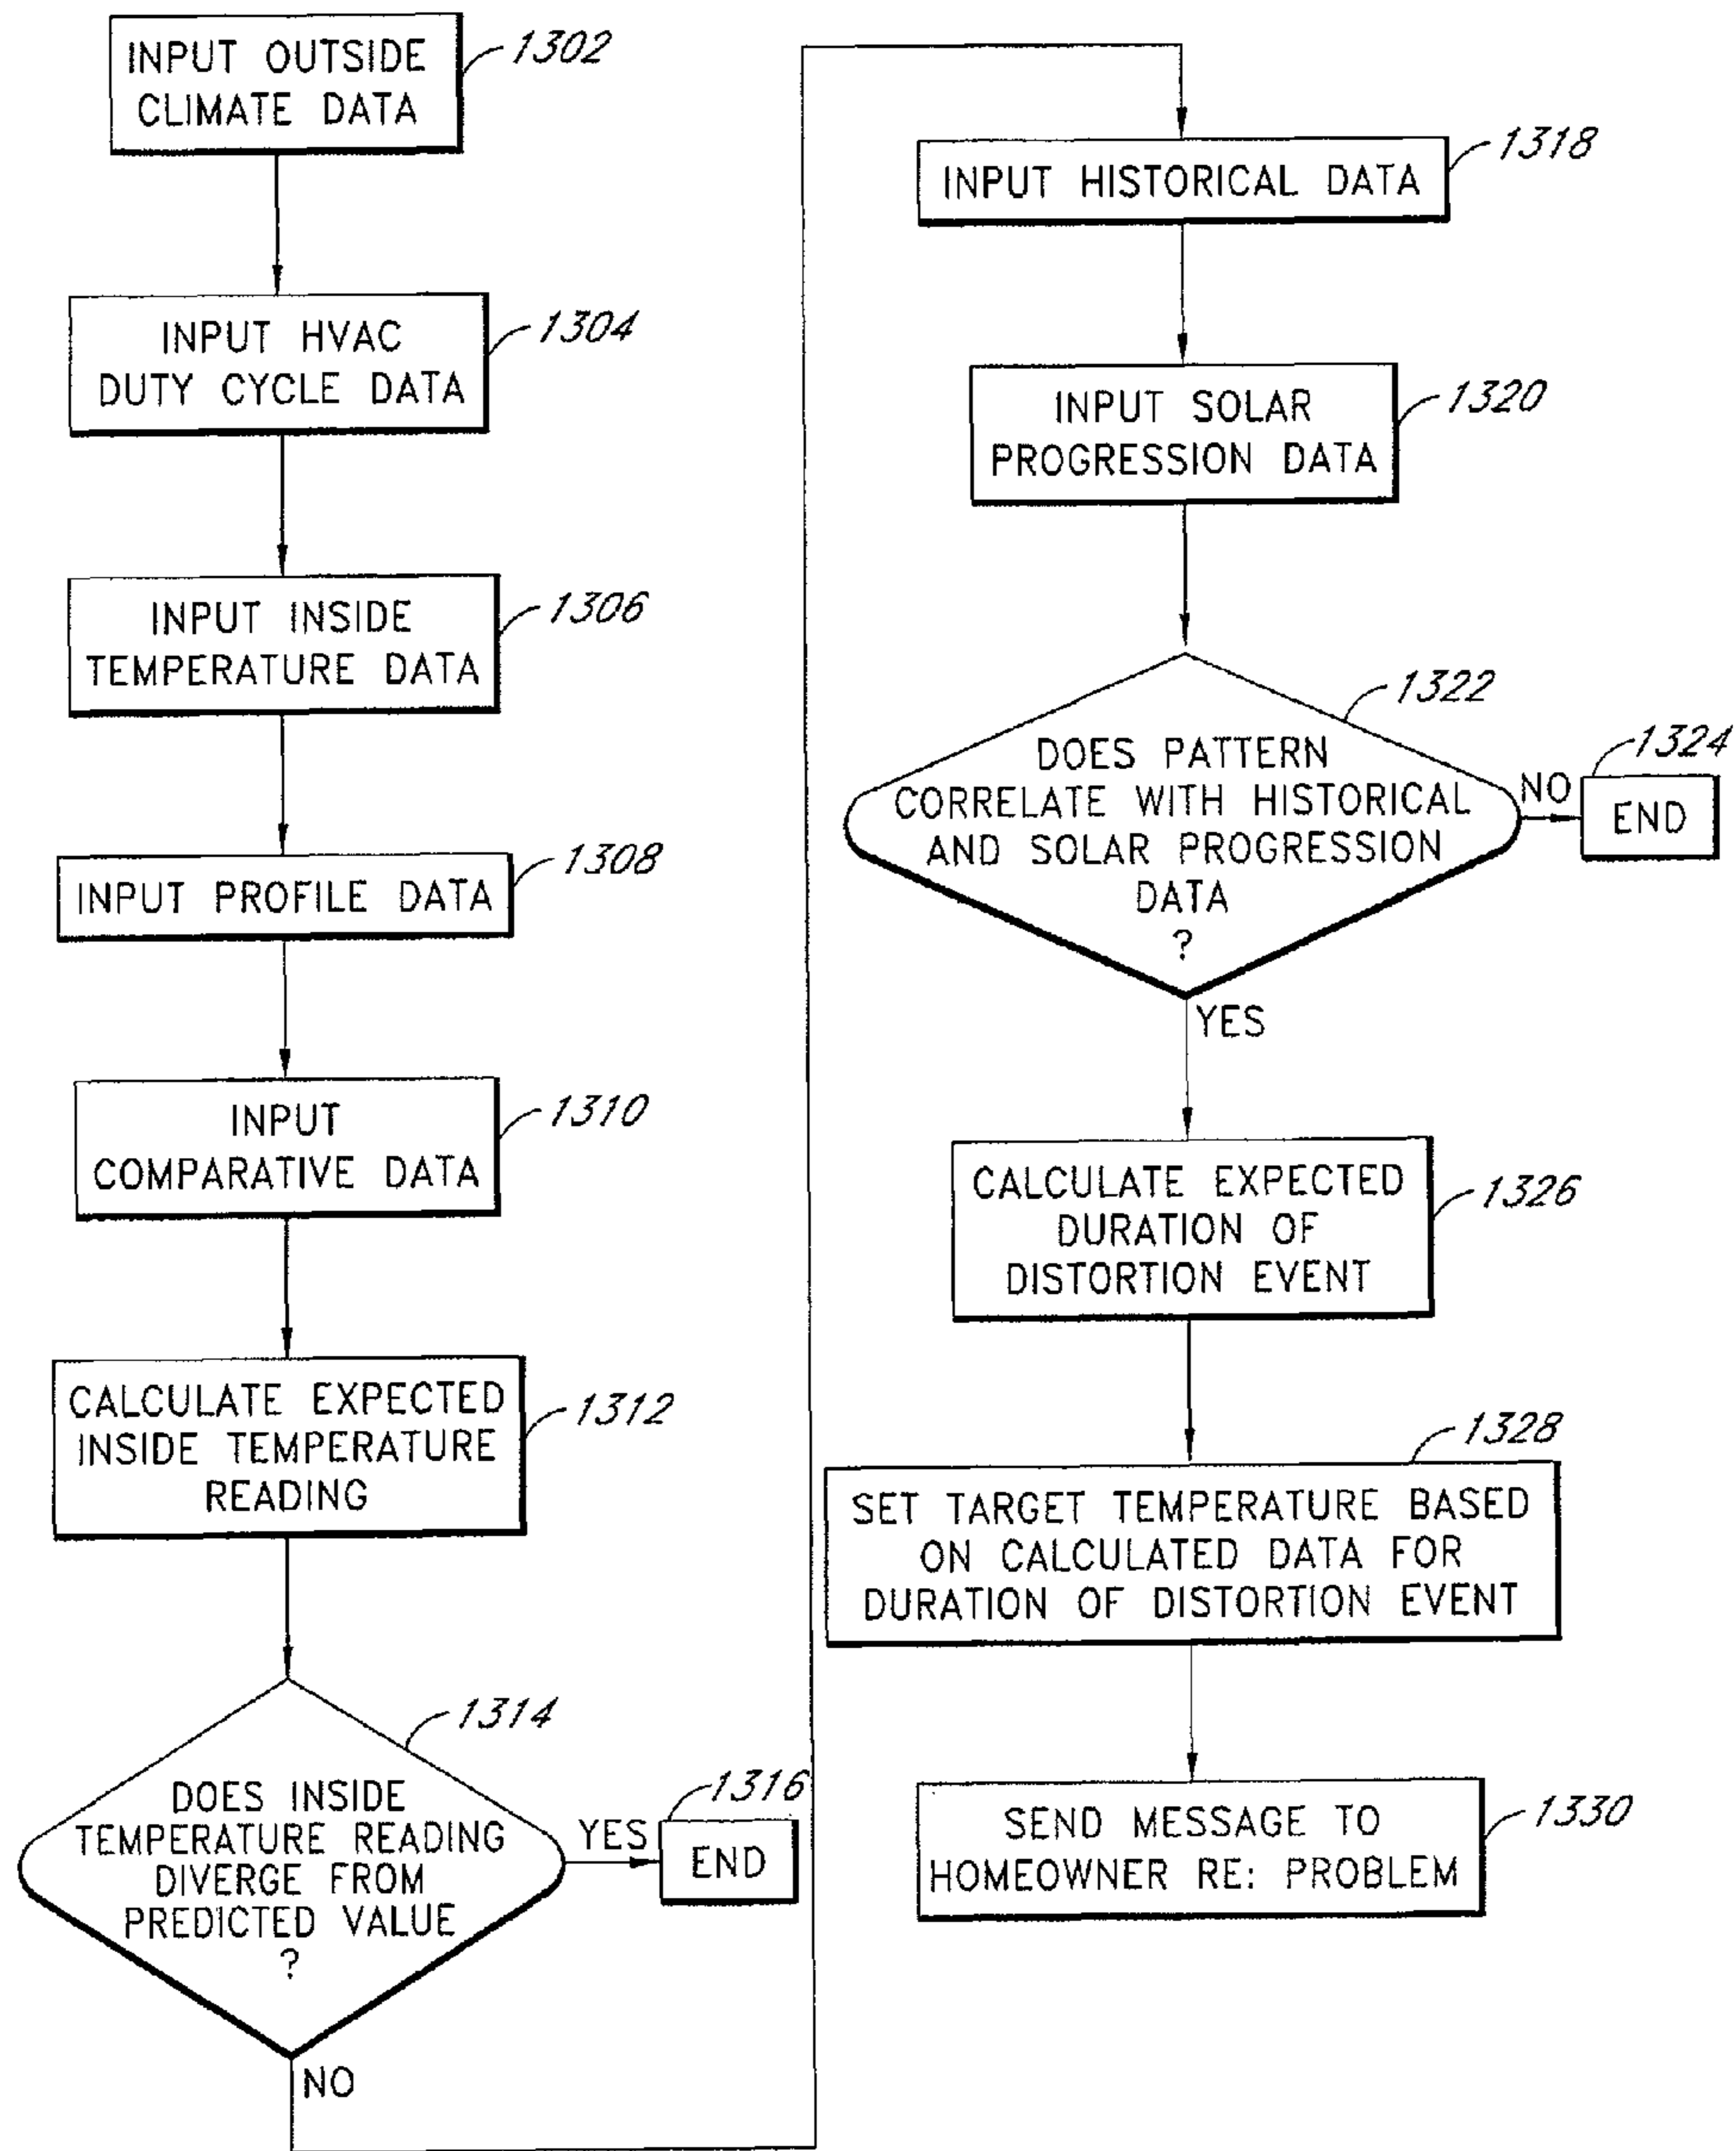 INPUT OUTSIDE
CLIMATE DATA
1302
INPUT HVAC
DUTY CYCLE DATA
1304
INPUT INSIDE
TEMPERATURE DATA
1306
INPUT PROFILE DATA
1308
INPUT
COMPARATIVE DATA
1310
CALCULATE EXPECTED
INSIDE TEMPERATURE
READING
1312
DOES INSIDE
TEMPERATURE READING
DIVERGE FROM
PREDICTED VALUE
?
1314
YES
END
1316
NO
INPUT HISTORICAL DATA
1318
INPUT SOLAR
PROGRESSION DATA
1320
DOES PATTERN
CORRELATE WITH HISTORICAL
AND SOLAR PROGRESSION
DATA
?
1322
NO
END
1324
YES
CALCULATE EXPECTED
DURATION OF
DISTORTION EVENT
1326
SET TARGET TEMPERATURE BASED
ON CALCULATED DATA FOR
DURATION OF DISTORTION EVENT
1328
SEND MESSAGE TO
HOMEOWNER RE: PROBLEM
1330